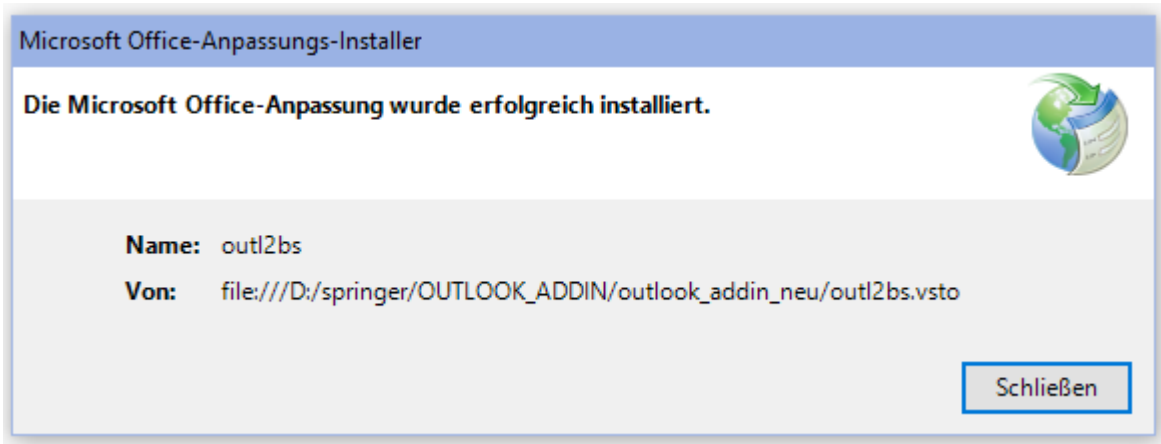 Microsoft Office-Anpassungs-Installer
Die Microsoft Office-Anpassung wurde erfolgreich installiert.
Name: outl2bs
Von: file:///D:/springer/OUTLOOK_ADDIN/outlook_addin_neu/outl2bs.vsto
Schließen